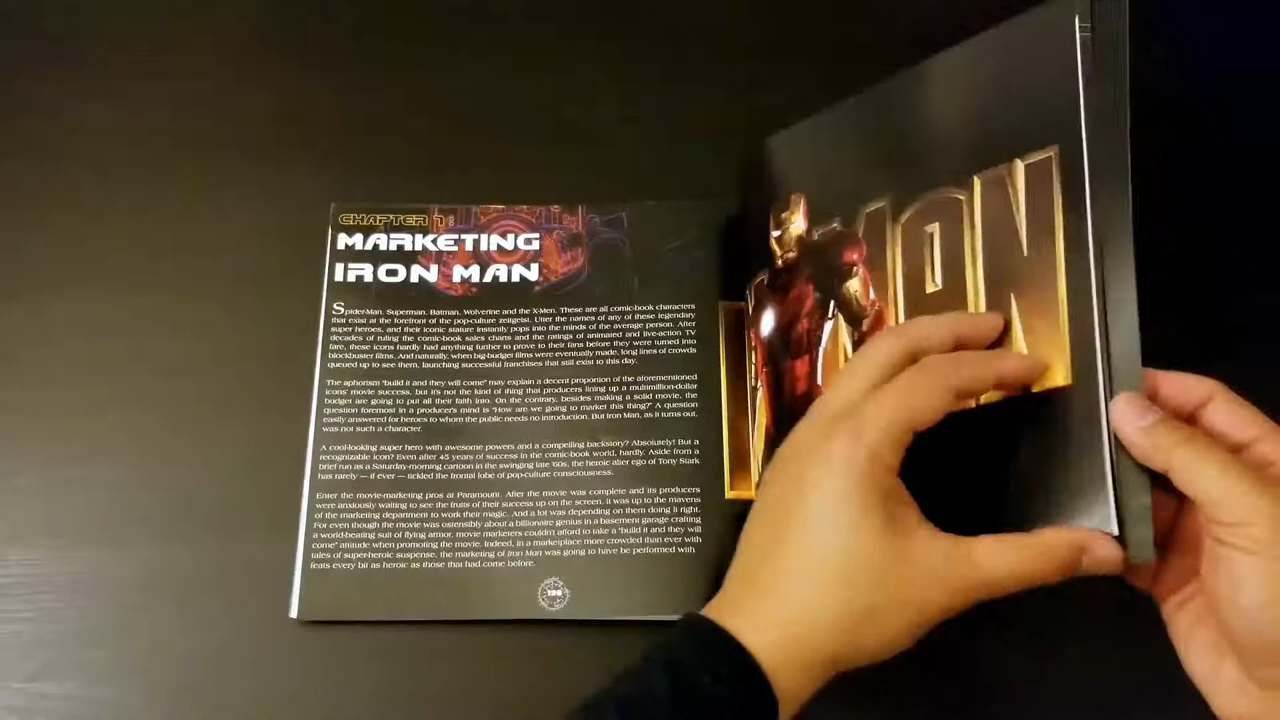 CHAPTER 7:
MARKETING
IRON MAN
Spider-Man, Superman, Batman, Wolverine and the X-Men. These are all comic-book characters
that exist at the forefront of the pop-culture zeitgeist. Utter the names of any of these legendary
super heroes, and their iconic stature instantly pops into the minds of the average person. After
decades of ruling the comic-book sales charts and the ratings of animated and live-action TV
fare, these icons hardly had anything further to prove to their fans before they were turned into
blockbuster films. And naturally, when big-budget films were eventually made, long lines of crowds
queued up to see them, launching successful franchises that still exist to this day.
The aphorism "build it and they will come" may explain a decent proportion of the aforementioned
icons' movie success, but it's not the kind of thing that producers lining up a multimillion-dollar
budget are going to put all their faith into. On the contrary, besides making a solid movie, the
question foremost in a producer's mind is "How are we going to market this thing?" A question
easily answered for heroes to whom the public needs no introduction. But Iron Man, as it turns out,
was not such a character.
A cool-looking super hero with awesome powers and a compelling backstory? Absolutely! But a
recognizable icon? Even after 45 years of success in the comic-book world, hardly. Aside from a
brief run as a Saturday-morning cartoon in the swinging late '60s, the heroic alter ego of Tony Stark
has rarely — if ever — tickled the frontal lobe of pop-culture consciousness.
Enter the movie-marketing pros at Paramount. After the movie was complete and its producers
were anxiously waiting to see the fruits of their success up on the screen, it was up to the mavens
of the marketing department to work their magic. And a lot was depending on them doing it right.
For even though the movie was ostensibly about a billionaire genius in a basement garage crafting
a world-beating suit of flying armor, movie marketers couldn't afford to take a "build it and they will
come" attitude when promoting the movie. Indeed, in a marketplace more crowded than ever with
tales of super-heroic suspense, the marketing of Iron Man was going to have be performed with
feats every bit as heroic as those that had come before.
MAN